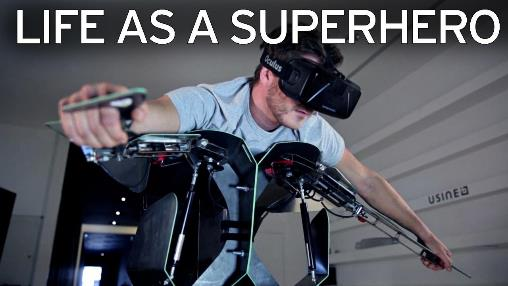 LIFE AS A SUPERHERO
Oculus
USINE